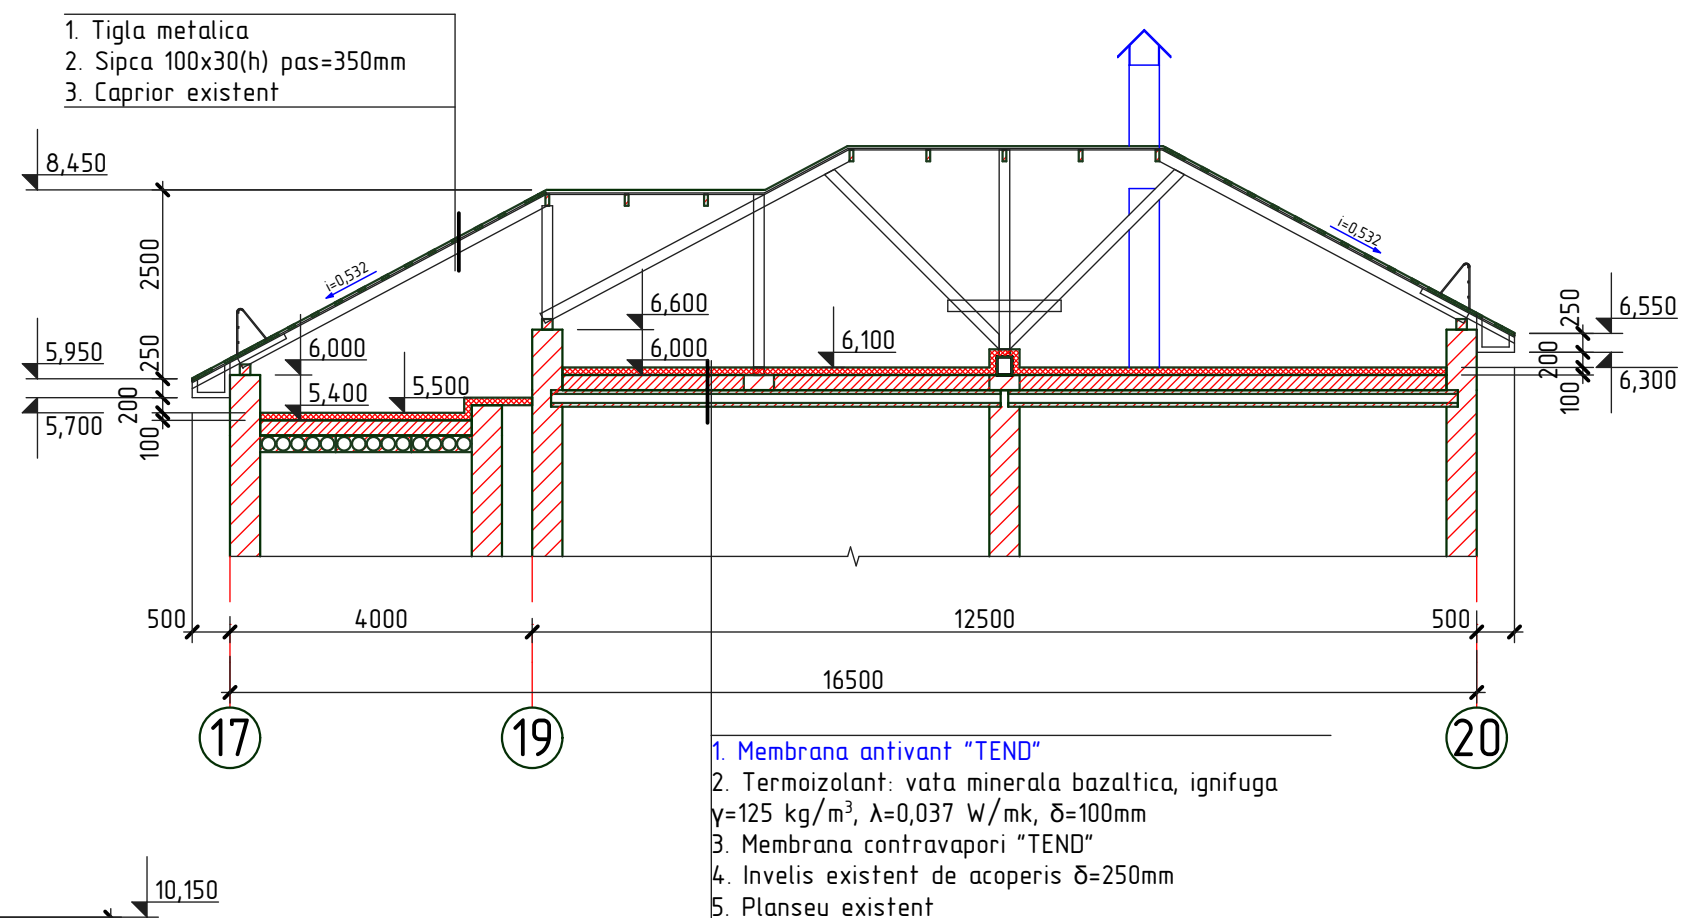 1. Tigla metalica
2. Sipca 100x30(h) pas=350mm
3. Caprior existent
8,450
2500
i=0,532
i=0,532
6,600
6,000
6,100
6,000
5,400
5,500
5,950
250
200
5,700
100
250
6,550
200
6,300
100
500
4000
12500
500
16500
17
19
20
1. Membrana antivant "TEND"
2. Termoizolant: vata minerala bazaltica, ignifuga
γ=125 kg/m³, λ=0,037 W/mk, δ=100mm
3. Membrana contravapori "TEND"
4. Invelis existent de acoperis δ=250mm
5. Planseu existent
10,150